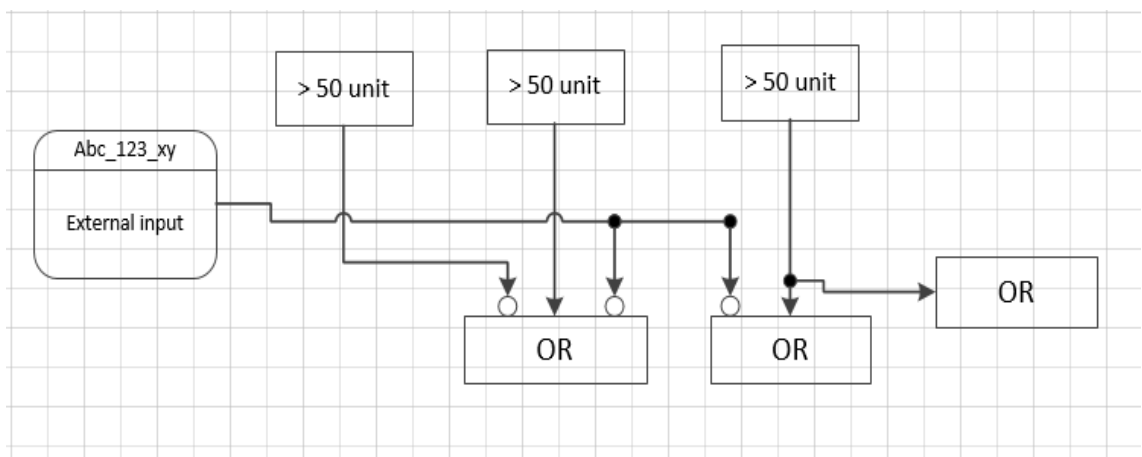 > 50 unit
> 50 unit
> 50 unit
Abc_123_xy
External input
OR
OR
OR